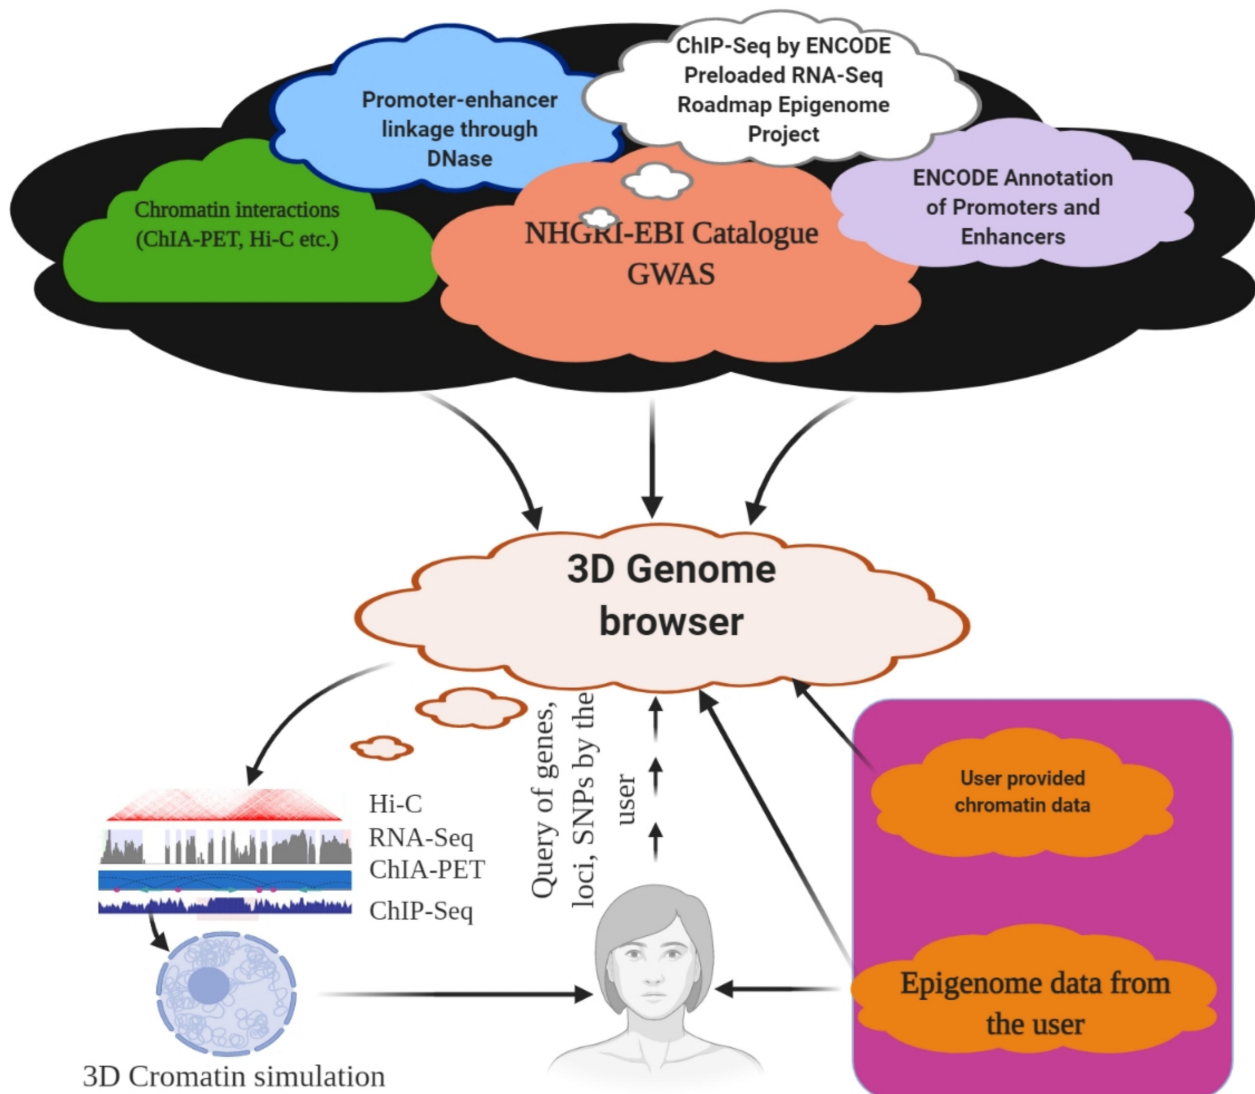 ChIP-Seq by ENCODE
Preloaded RNA-Seq
Roadmap Epigenome
Project
Promoter-enhancer
linkage through
DNase
ENCODE Annotation
of Promoters and
Enhancers
Chromatin interactions
(ChIA-PET, Hi-C etc.)
NHGRI-EBI Catalogue
GWAS
3D Genome
browser
Query of genes,
loci, SNPs by the
user
User provided
chromatin data
Hi-C
RNA-Seq
ChIA-PET
ChIP-Seq
Epigenome data from
the user
3D Cromatin simulation